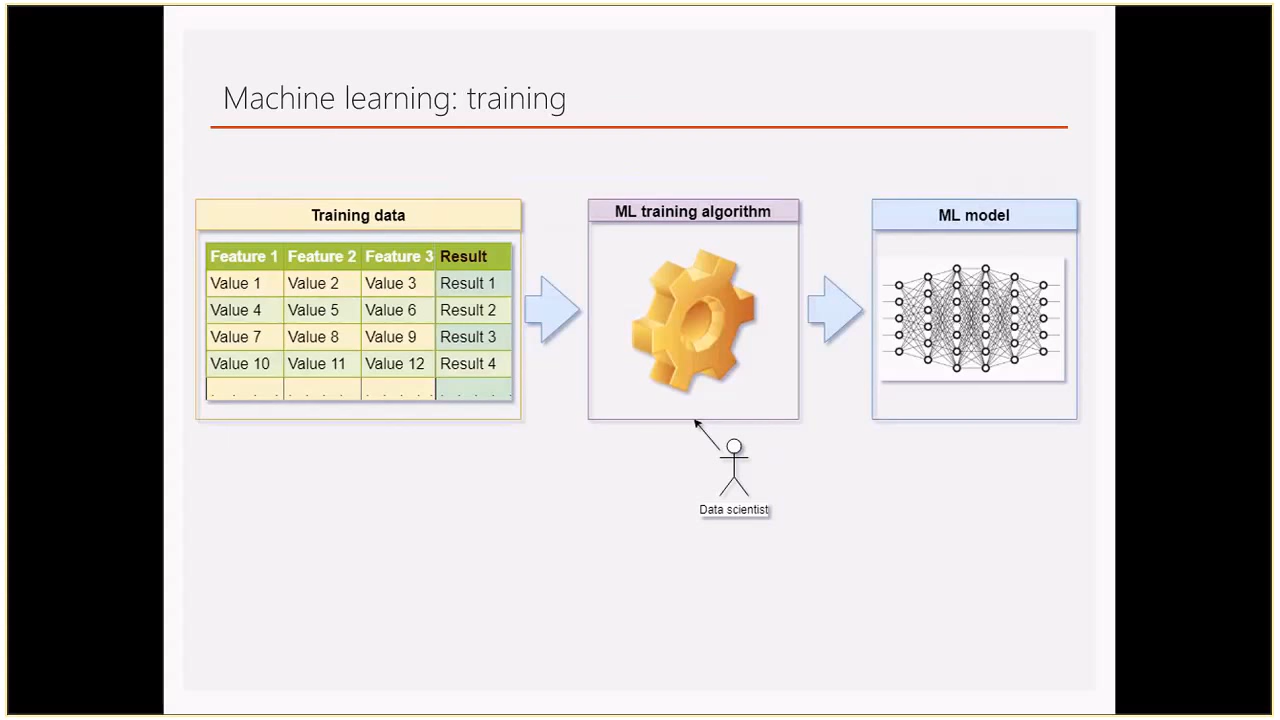 Machine learning: training
Training data
Feature 1 Feature 2 Feature 3 Result
Value 1 Value 2 Value 3 Result 1
Value 4 Value 5 Value 6 Result 2
Value 7 Value 8 Value 9 Result 3
Value 10 Value 11 Value 12 Result 4
. . . . . . . . . . . . . . . . . .
ML training algorithm
Data scientist
ML model